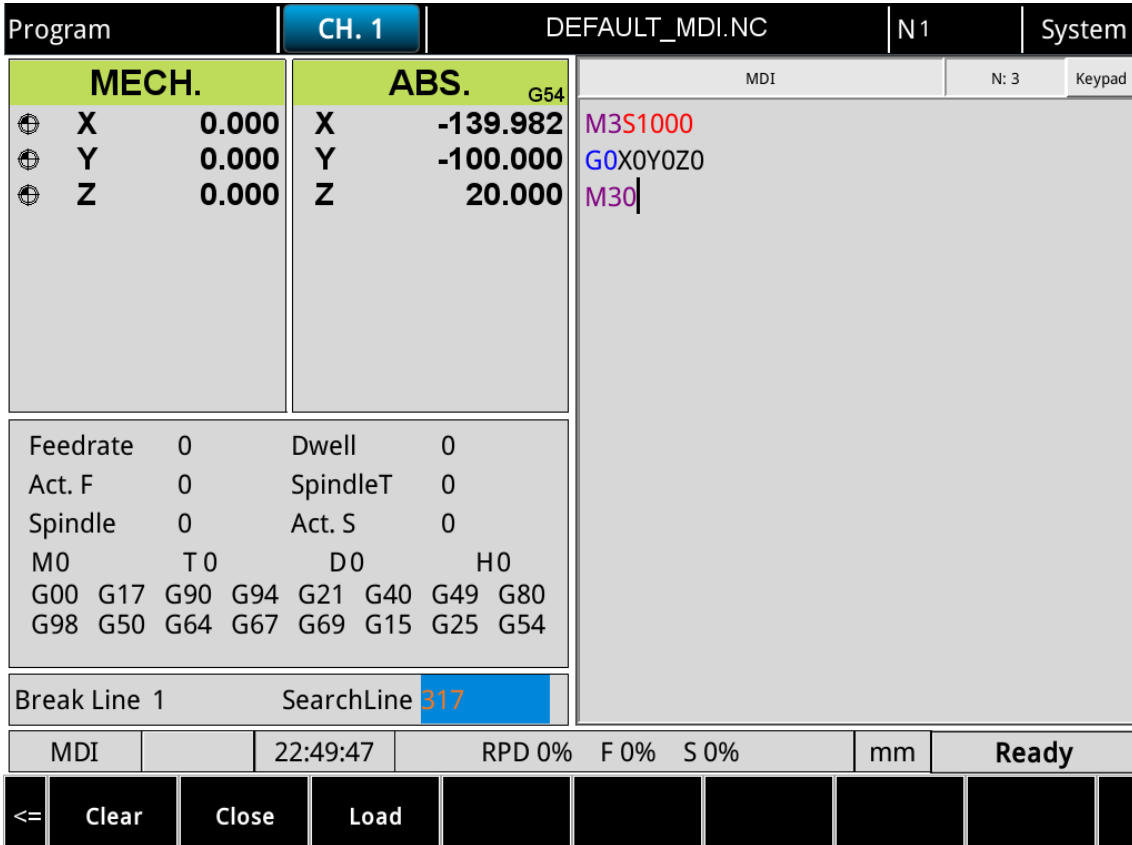 Program CH. 1 DEFAULT_MDI.NC N 1 System
MECH. ABS. G54
MDI N: 3 Keypad
X 0.000 X -139.982
Y 0.000 Y -100.000
Z 0.000 Z 20.000
M3S1000
G0X0Y0Z0
M30
Feedrate 0 Dwell 0
Act. F 0 SpindleT 0
Spindle 0 Act. S 0
M0 T 0 D0 H0
G00 G17 G90 G94 G21 G40 G49 G80
G98 G50 G64 G67 G69 G15 G25 G54
Break Line 1 SearchLine 317
MDI 22:49:47 RPD 0% F 0% S 0% mm Ready
<= Clear Close Load